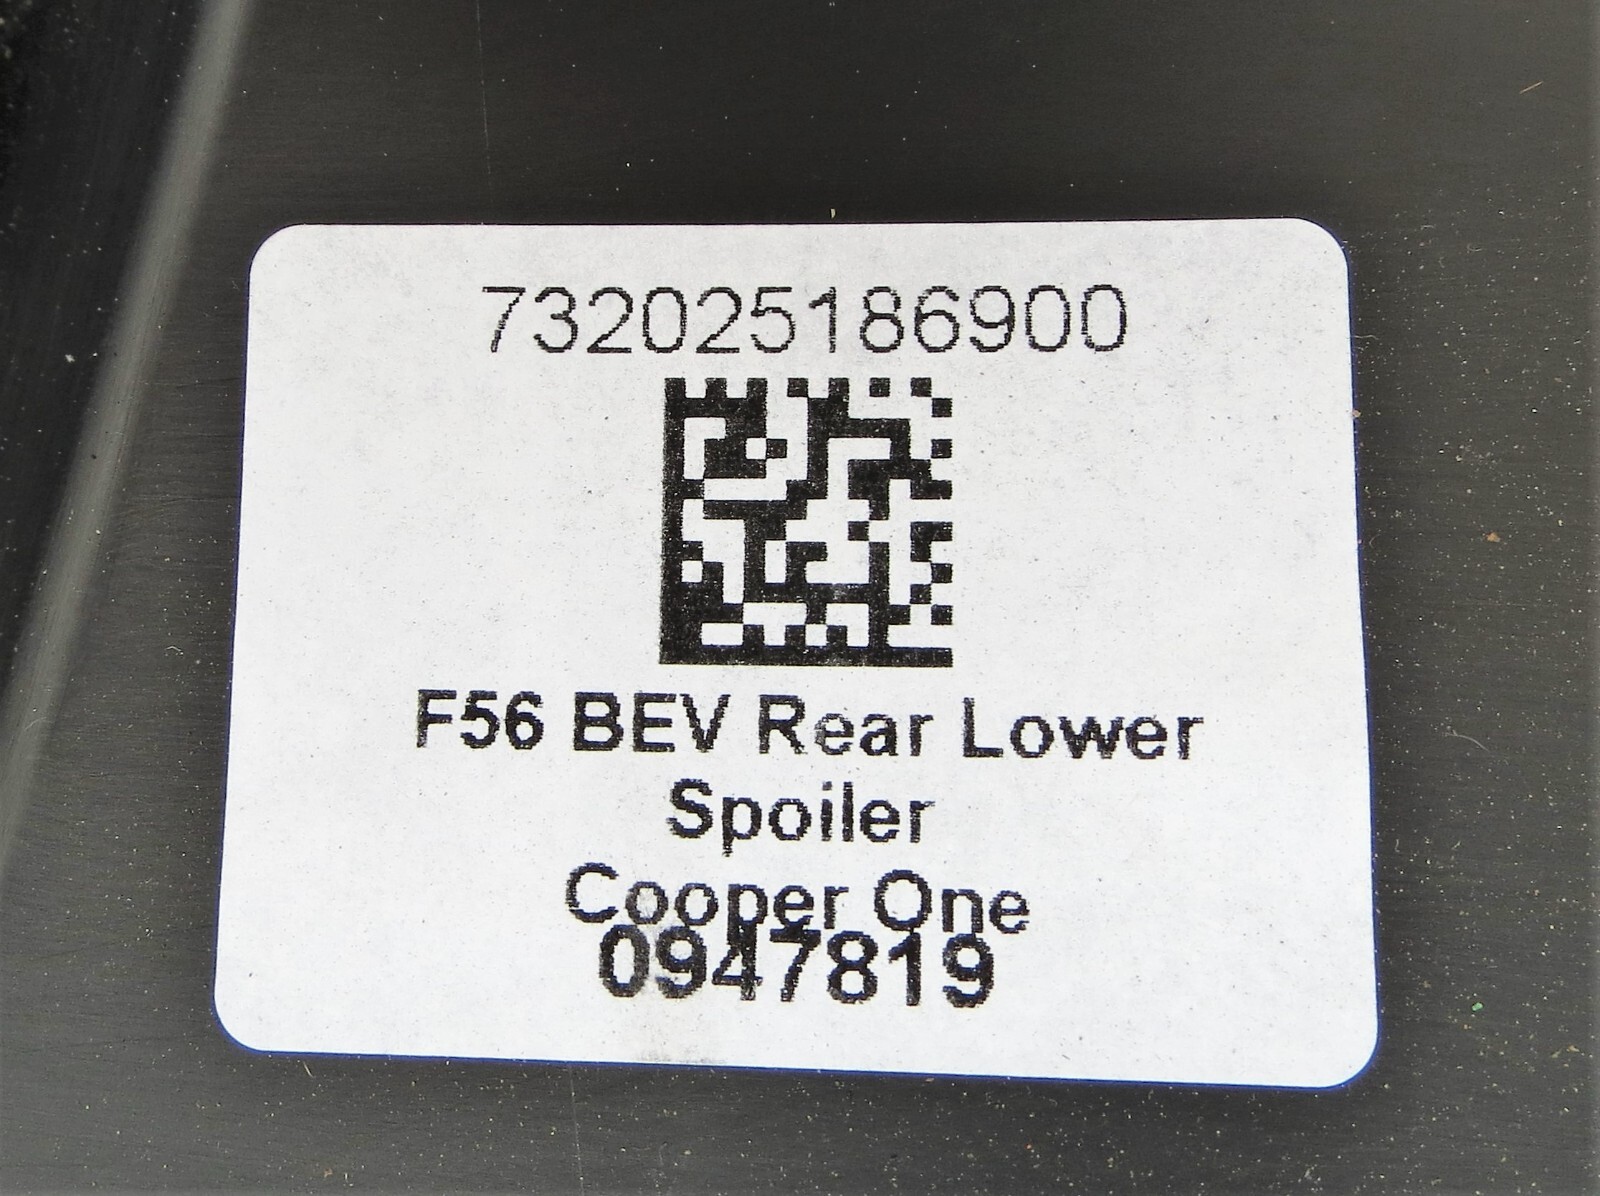 732025186900
F56 BEV Rear Lower
Spoiler
Cooper One
0947819